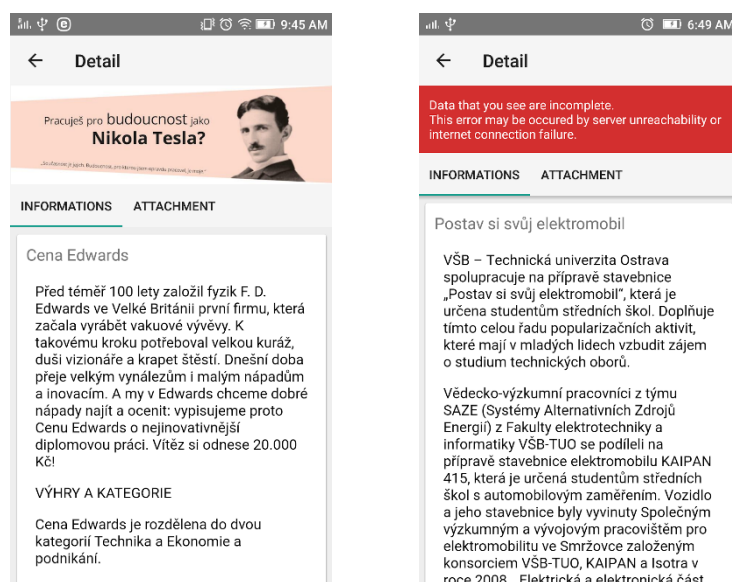 9:45 AM
Detail
Pracuješ pro budoucnost jako
Nikola Tesla?
INFORMATIONS ATTACHMENT
Cena Edwards
Před téměř 100 lety založil fyzik F. D.
Edwards ve Velké Británii první firmu, která
začala vyrábět vakuové vývěvy. K
takovému kroku potřeboval velkou kuráž,
duši vizionáře a krapet štěstí. Dnešní doba
přeje velkým vynálezům i malým nápadům
a inovacím. A my v Edwards chceme dobré
nápady najít a ocenit: vypisujeme proto
Cenu Edwards o nejinovativnější
diplomovou práci. Vítěz si odnese 20.000
Kč!
VÝHRY A KATEGORIE
Cena Edwards je rozdělena do dvou
kategorií Technika a Ekonomie a
podnikání.
6:49 AM
Detail
Data that you see are incomplete.
This error may be occured by server unreachability or
internet connection failure.
INFORMATIONS ATTACHMENT
Postav si svůj elektromobil
VŠB – Technická univerzita Ostrava
spolupracuje na přípravě stavebnice
„Postav si svůj elektromobil“, která je
určena studentům středních škol. Doplňuje
tímto celou řadu popularizačních aktivit,
které mají v mladých lidech vzbudit zájem
o studium technických oborů.
Vědecko-výzkumní pracovníci z týmu
SAZE (Systémy Alternativních Zdrojů
Energií) z Fakulty elektrotechniky a
informatiky VŠB-TUO se podíleli na
přípravě stavebnice elektromobilu KAIPAN
415, která je určená studentům středních
škol s automobilovým zaměřením. Vozidlo
a jeho stavebnice byly vyvinuty Společným
výzkumným a vývojovým pracovištěm pro
elektromobilitu ve Smržovce založeným
konsorciem VŠB-TUO, KAIPAN a Isotra v
roce 2008. Elektrická a elektronická část